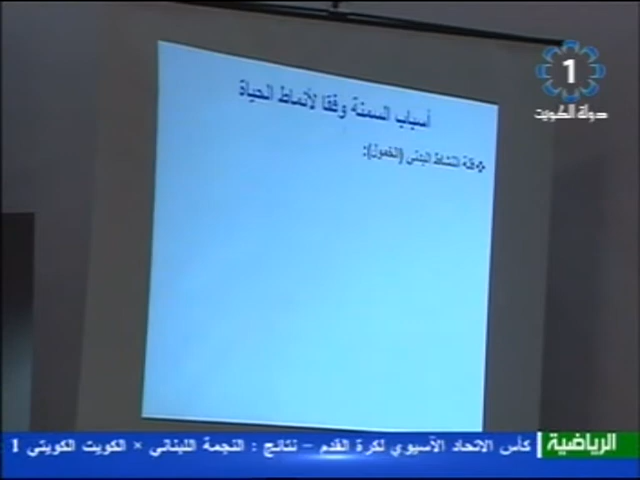 1
دولة الكويت
أسباب السمنة وفقا لأنماط الحياة
قلة النشاط البدني (الخمول):
الرياضية
كأس الاتحاد الآسيوي لكرة القدم – نتائج : النجمة اللبناني × الكويت الكويتي 1